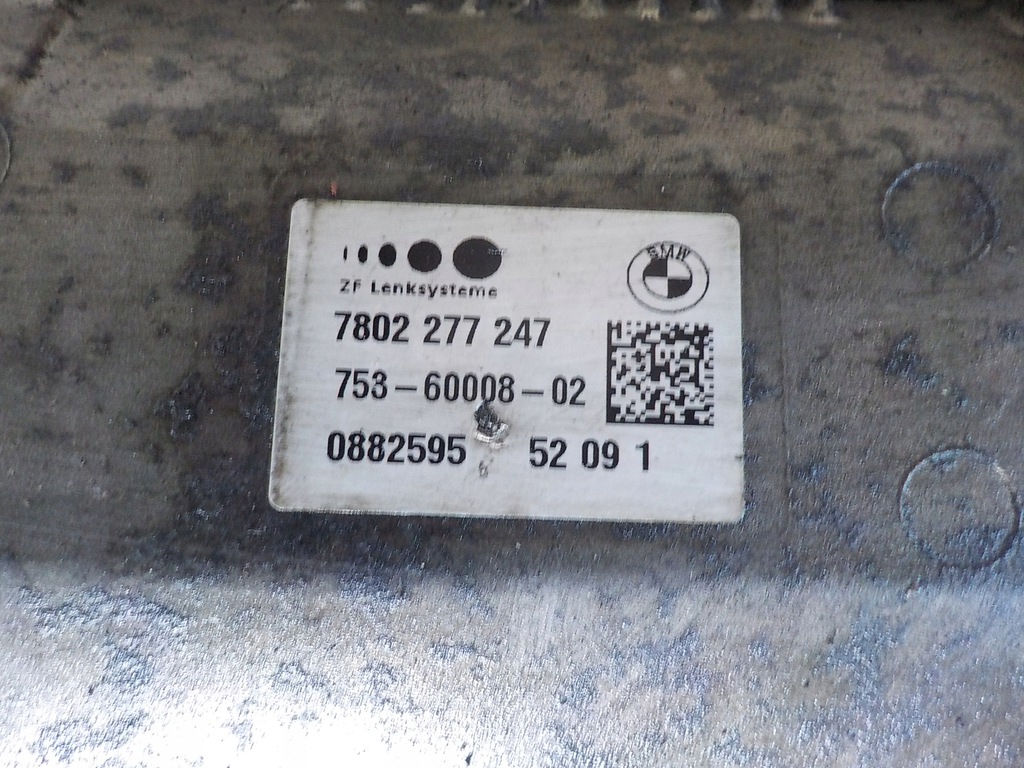 ZF Lenksysteme
BMW
7802 277 247
753-60008-02
0882595 52 09 1